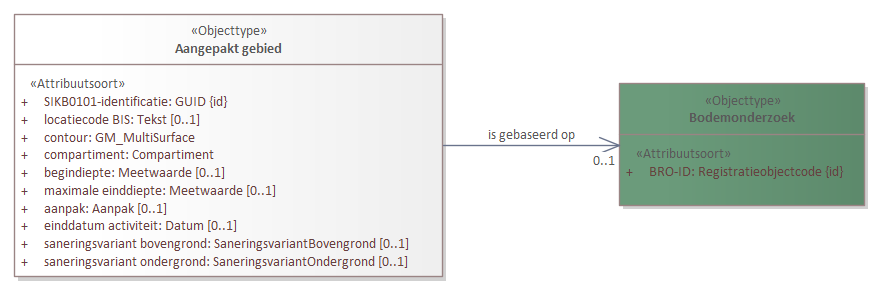 «Objecttype»
Aangepakt gebied
«Attribuutsoort»
+ SIKB0101-identificatie: GUID {id}
+ locatiecode BIS: Tekst [0..1]
+ contour: GM_MultiSurface
+ compartiment: Compartiment
+ begindiepte: Meetwaarde [0..1]
+ maximale einddiepte: Meetwaarde [0..1]
+ aanpak: Aanpak [0..1]
+ einddatum activiteit: Datum [0..1]
+ saneringsvariant bovengrond: SaneringsvariantBovengrond [0..1]
+ saneringsvariant ondergrond: SaneringsvariantOndergrond [0..1]
is gebaseerd op
0..1
«Objecttype»
Bodemonderzoek
«Attribuutsoort»
+ BRO-ID: Registratieobjectcode {id}